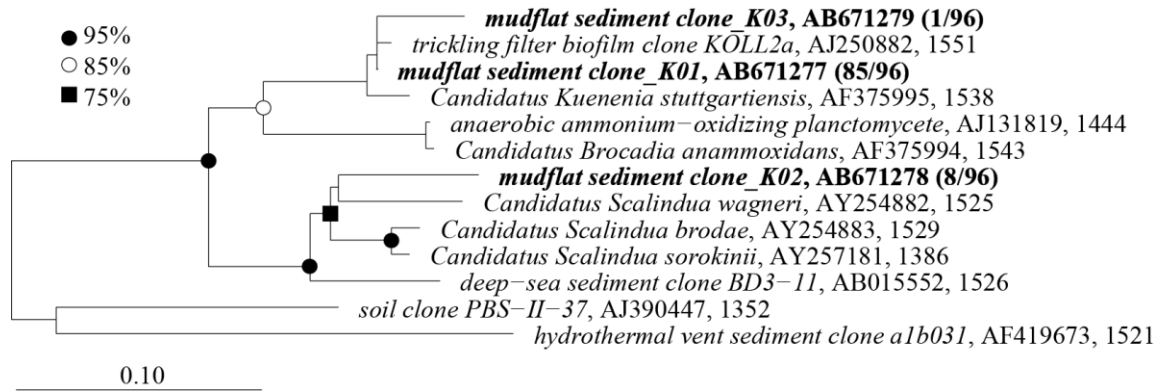 95%
85%
75%
mudflat sediment clone_K03, AB671279 (1/96)
trickling filter biofilm clone KOLL2a, AJ250882, 1551
mudflat sediment clone_K01, AB671277 (85/96)
Candidatus Kuenenia stuttgartiensis, AF375995, 1538
anaerobic ammonium−oxidizing planctomycete, AJ131819, 1444
Candidatus Brocadia anammoxidans, AF375994, 1543
mudflat sediment clone_K02, AB671278 (8/96)
Candidatus Scalindua wagneri, AY254882, 1525
Candidatus Scalindua brodae, AY254883, 1529
Candidatus Scalindua sorokinii, AY257181, 1386
deep−sea sediment clone BD3−11, AB015552, 1526
soil clone PBS−II−37, AJ390447, 1352
hydrothermal vent sediment clone a1b031, AF419673, 1521
0.10